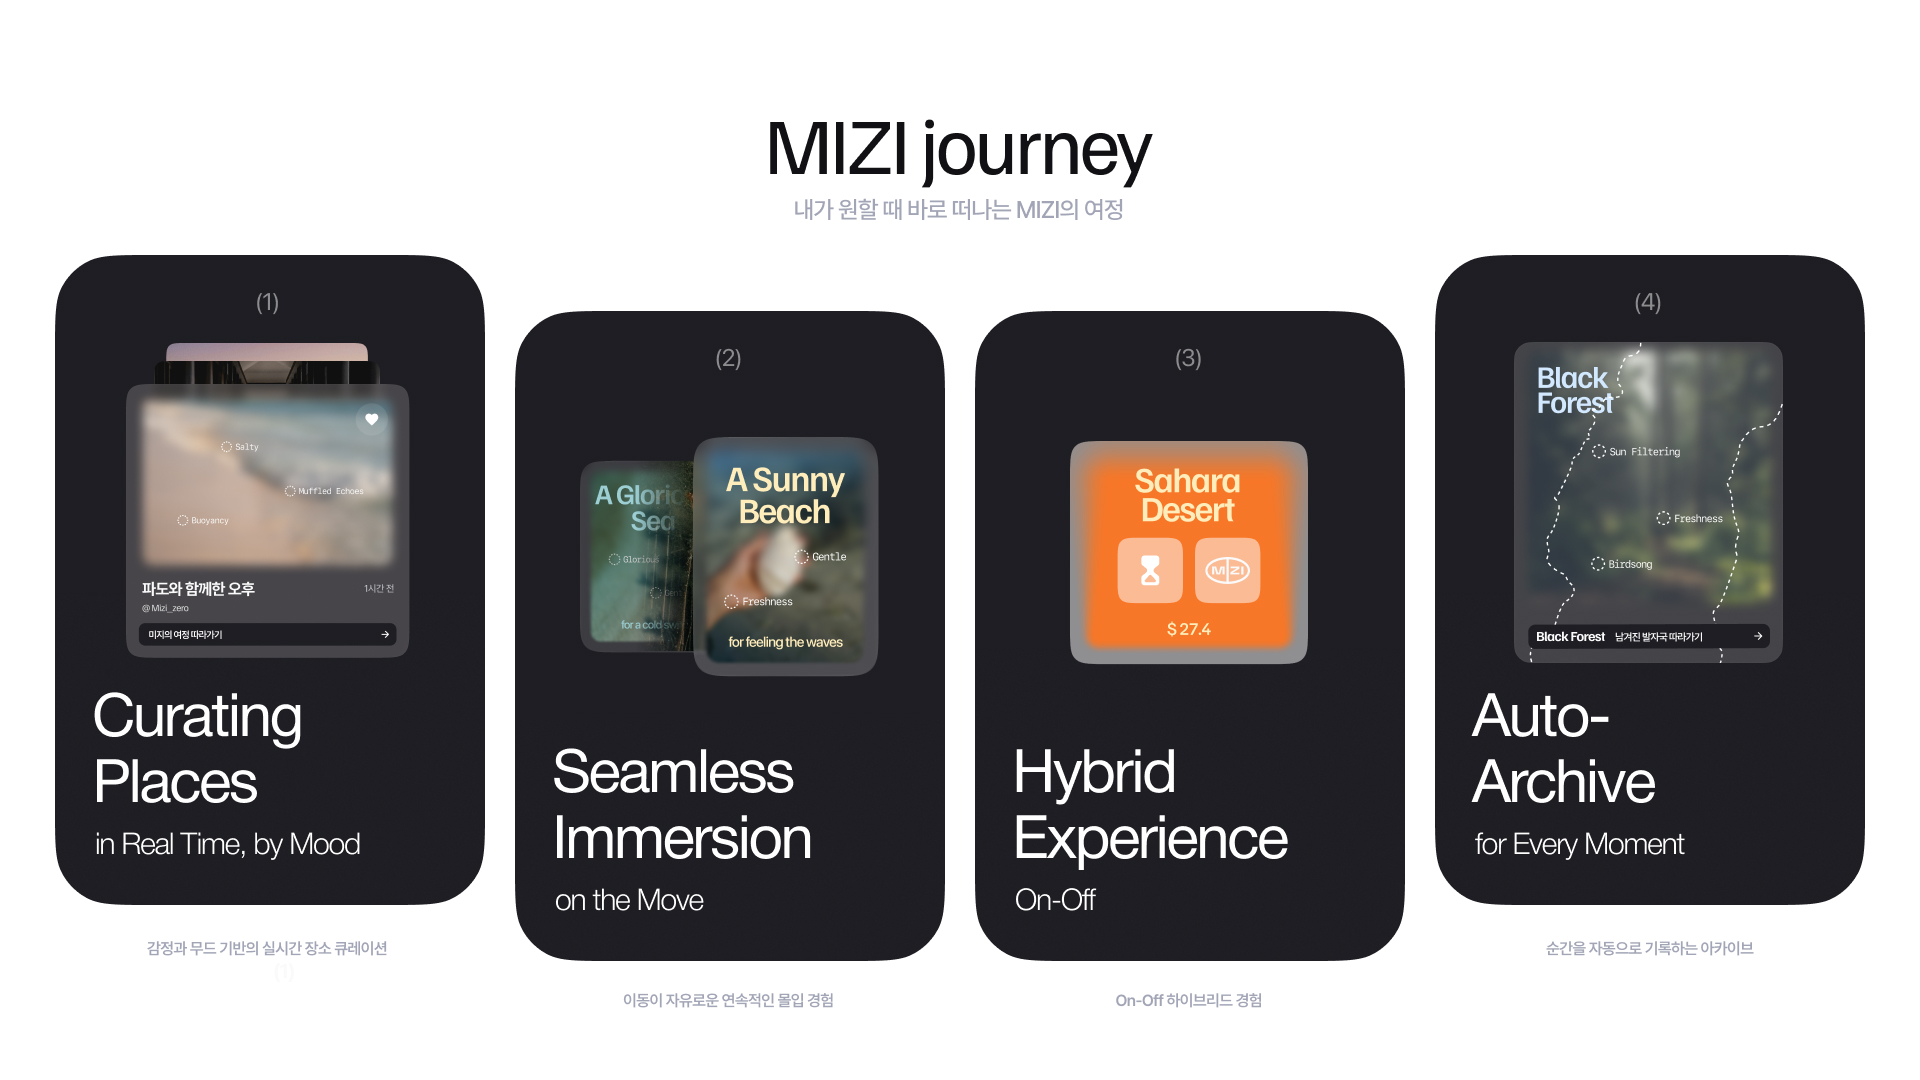 MIZI journey
내가 원할 때 바로 떠나는 MIZI의 여정
(1)
Salty
Muffled Echoes
Buoyancy
파도와 함께한 오후
1시간 전
@Mizi_zero
미지의 여정 따라가기
Curating
Places
in Real Time, by Mood
감정과 무드 기반의 실시간 장소 큐레이션
(1)
(2)
A Glorio
Sea
Glorious
Gent
for a cold sw
A Sunny
Beach
Gentle
Freshness
for feeling the waves
Seamless
Immersion
on the Move
이동이 자유로운 연속적인 몰입 경험
(3)
Sahara
Desert
MIZI
$ 27.4
Hybrid
Experience
On-Off
On-Off 하이브리드 경험
(4)
Black
Forest
Sun Filtering
Freshness
Birdsong
Black Forest 남겨진 발자국 따라가기
Auto-
Archive
for Every Moment
순간을 자동으로 기록하는 아카이브